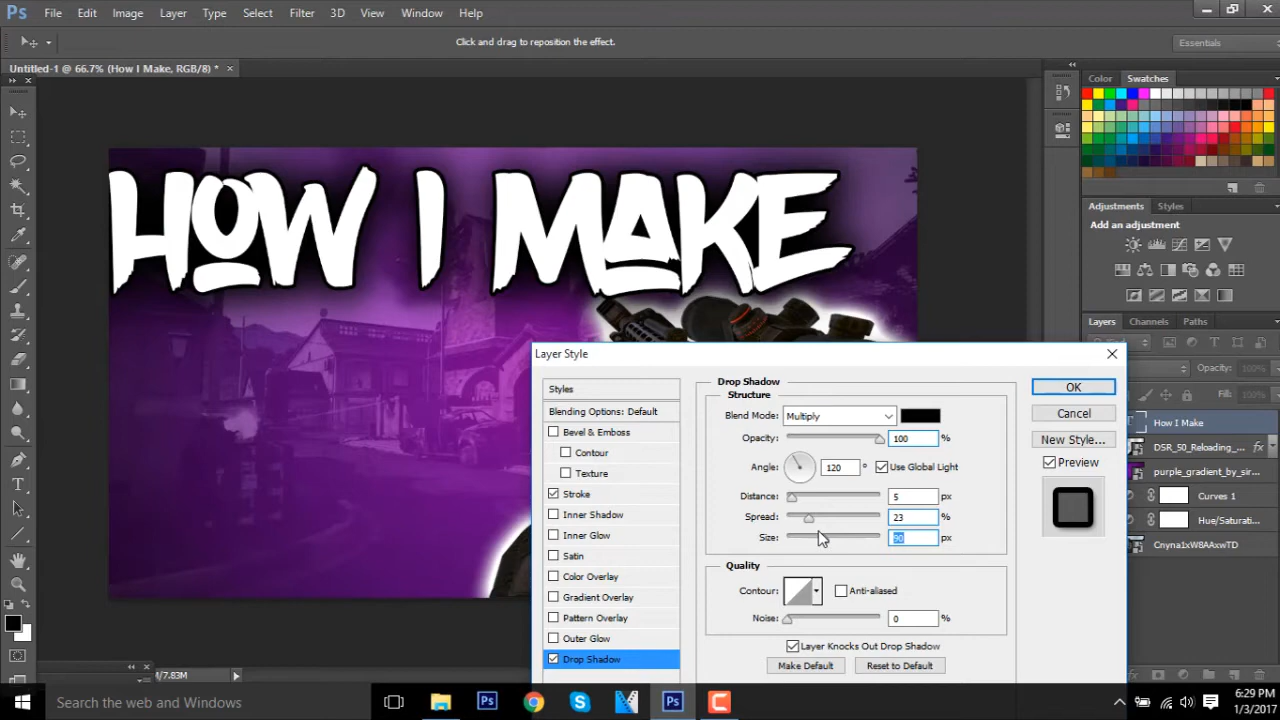 Ps File Edit Image Layer Type Select Filter 3D View Window Help
Click and drag to reposition the effect.
Essentials
Untitled-1 @ 66.7% (How I Make, RGB/8) *
Color Swatches
HOW I MAKE
Adjustments Styles
Add an adjustment
Layers Channels Paths
Opacity: 100%
Fill: 100%
How I Make
DSR_50_Reloading_... fx
purple_gradient_by_sir...
Curves 1
Hue/Saturati...
Cnyna1xW8AAxwTD
Layer Style
Styles
Blending Options: Default
Bevel & Emboss
Contour
Texture
Stroke
Inner Shadow
Inner Glow
Satin
Color Overlay
Gradient Overlay
Pattern Overlay
Outer Glow
Drop Shadow
Drop Shadow
Structure
Blend Mode: Multiply
Opacity: 100 %
Angle: 120 ° Use Global Light
Distance: 5 px
Spread: 23 %
Size: 90 px
Quality
Contour: Anti-aliased
Noise: 0 %
Layer Knocks Out Drop Shadow
Make Default Reset to Default
OK
Cancel
New Style...
Preview
/7.83M
Search the web and Windows
6:29 PM
1/3/2017